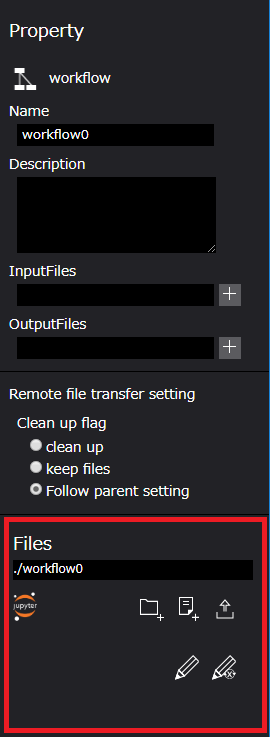 Property
workflow
Name
workflow0
Description
InputFiles
OutputFiles
Remote file transfer setting
Clean up flag
clean up
keep files
Follow parent setting
Files
./workflow0
jupyter